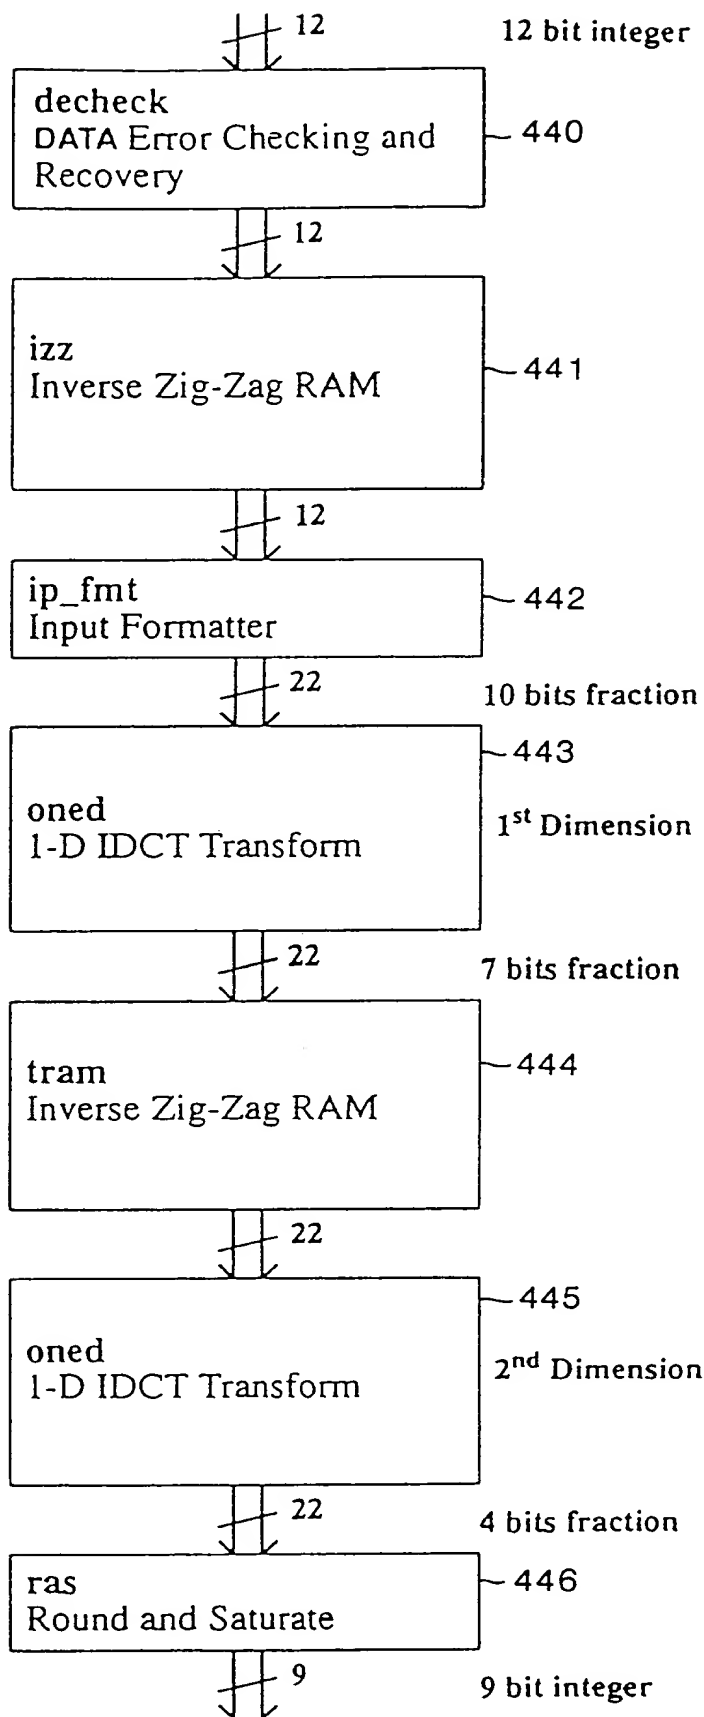 12 12 bit integer
decheck
DATA Error Checking and
Recovery
440
12
izz
Inverse Zig-Zag RAM
441
12
ip_fmt
Input Formatter
442
22 10 bits fraction
443
oned
1-D IDCT Transform
1st Dimension
22 7 bits fraction
tram
Inverse Zig-Zag RAM
444
22
445
oned
1-D IDCT Transform
2nd Dimension
22 4 bits fraction
ras
Round and Saturate
446
9 9 bit integer